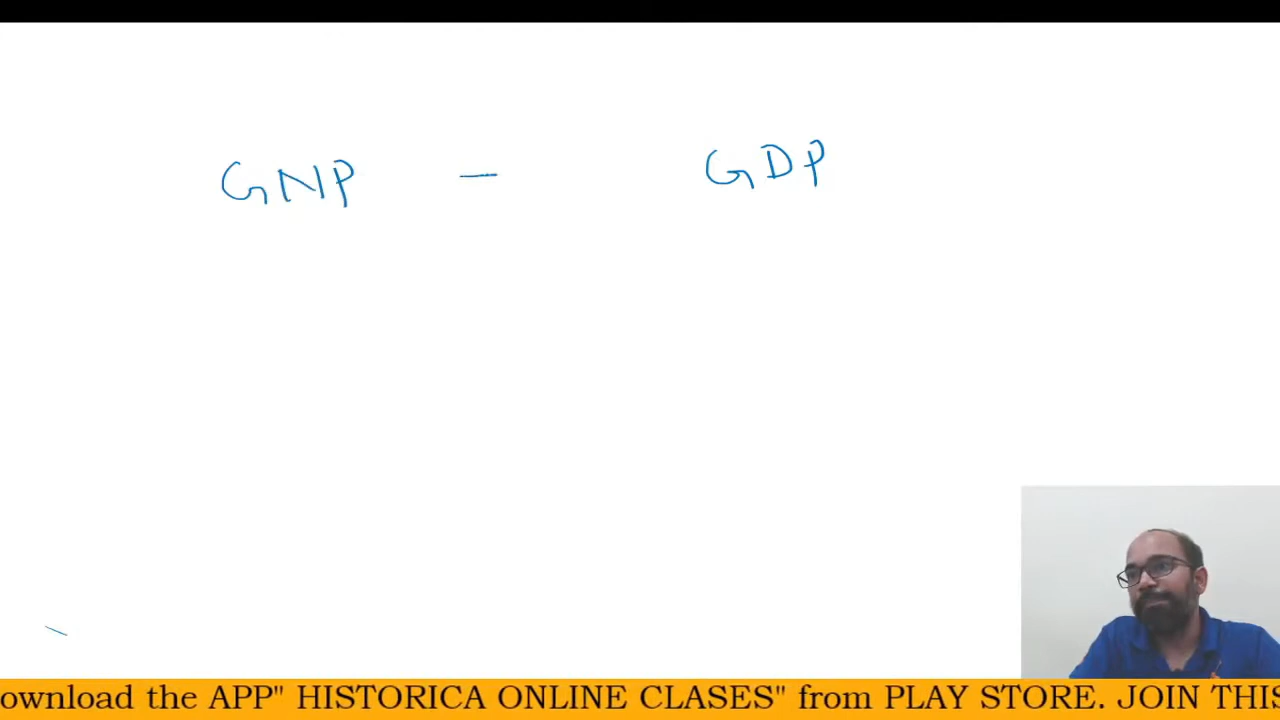 GNP - GDP
ownload the APP" HISTORICA ONLINE CLASES" from PLAY STORE. JOIN THIS